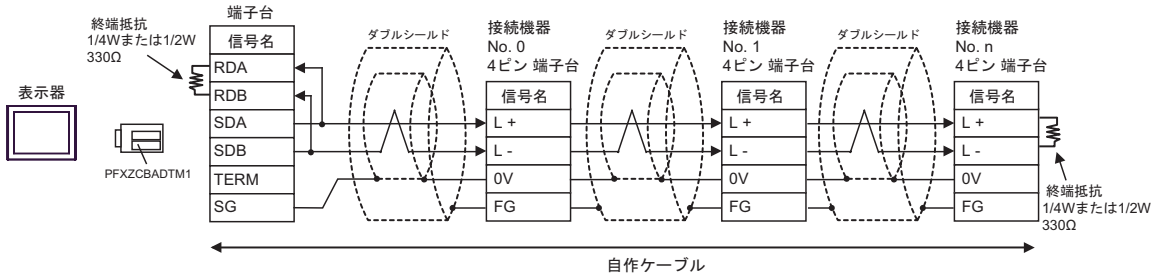 表示器
PFXZCBADTM1
終端抵抗
1/4Wまたは1/2W
330Ω
端子台
信号名
RDA
RDB
SDA
SDB
TERM
SG
ダブルシールド
接続機器
No. 0
4ピン 端子台
信号名
L +
L -
0V
FG
ダブルシールド
接続機器
No. 1
4ピン 端子台
信号名
L +
L -
0V
FG
ダブルシールド
接続機器
No. n
4ピン 端子台
信号名
L +
L -
0V
FG
終端抵抗
1/4Wまたは1/2W
330Ω
自作ケーブル